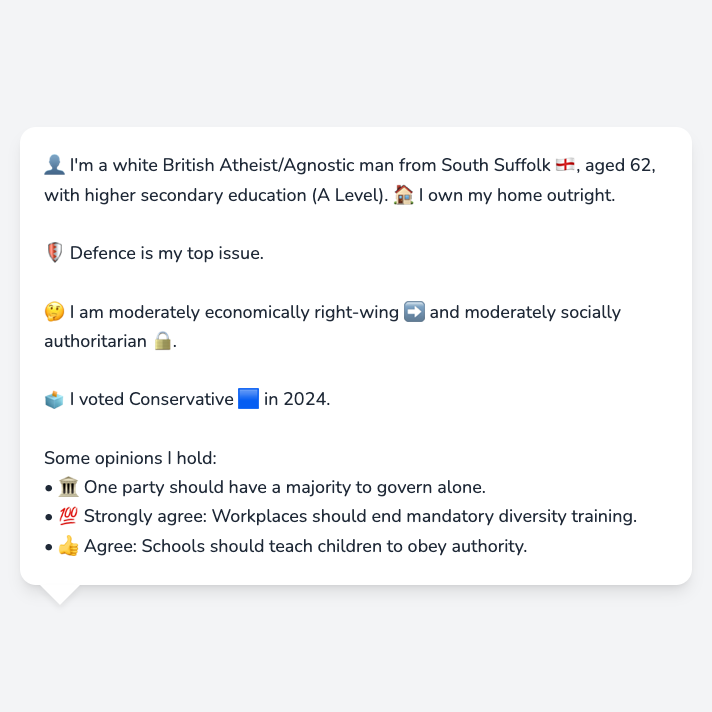 👤 I'm a white British Atheist/Agnostic man from South Suffolk 🏴󠁧󠁢󠁥󠁮󠁧󠁿, aged 62,
with higher secondary education (A Level). 🏠 I own my home outright.
🛡️ Defence is my top issue.
🤔 I am moderately economically right-wing ➡️ and moderately socially
authoritarian 🔒.
🗳️ I voted Conservative 🟦 in 2024.
Some opinions I hold:
• 🏛️ One party should have a majority to govern alone.
• 💯 Strongly agree: Workplaces should end mandatory diversity training.
• 👍 Agree: Schools should teach children to obey authority.